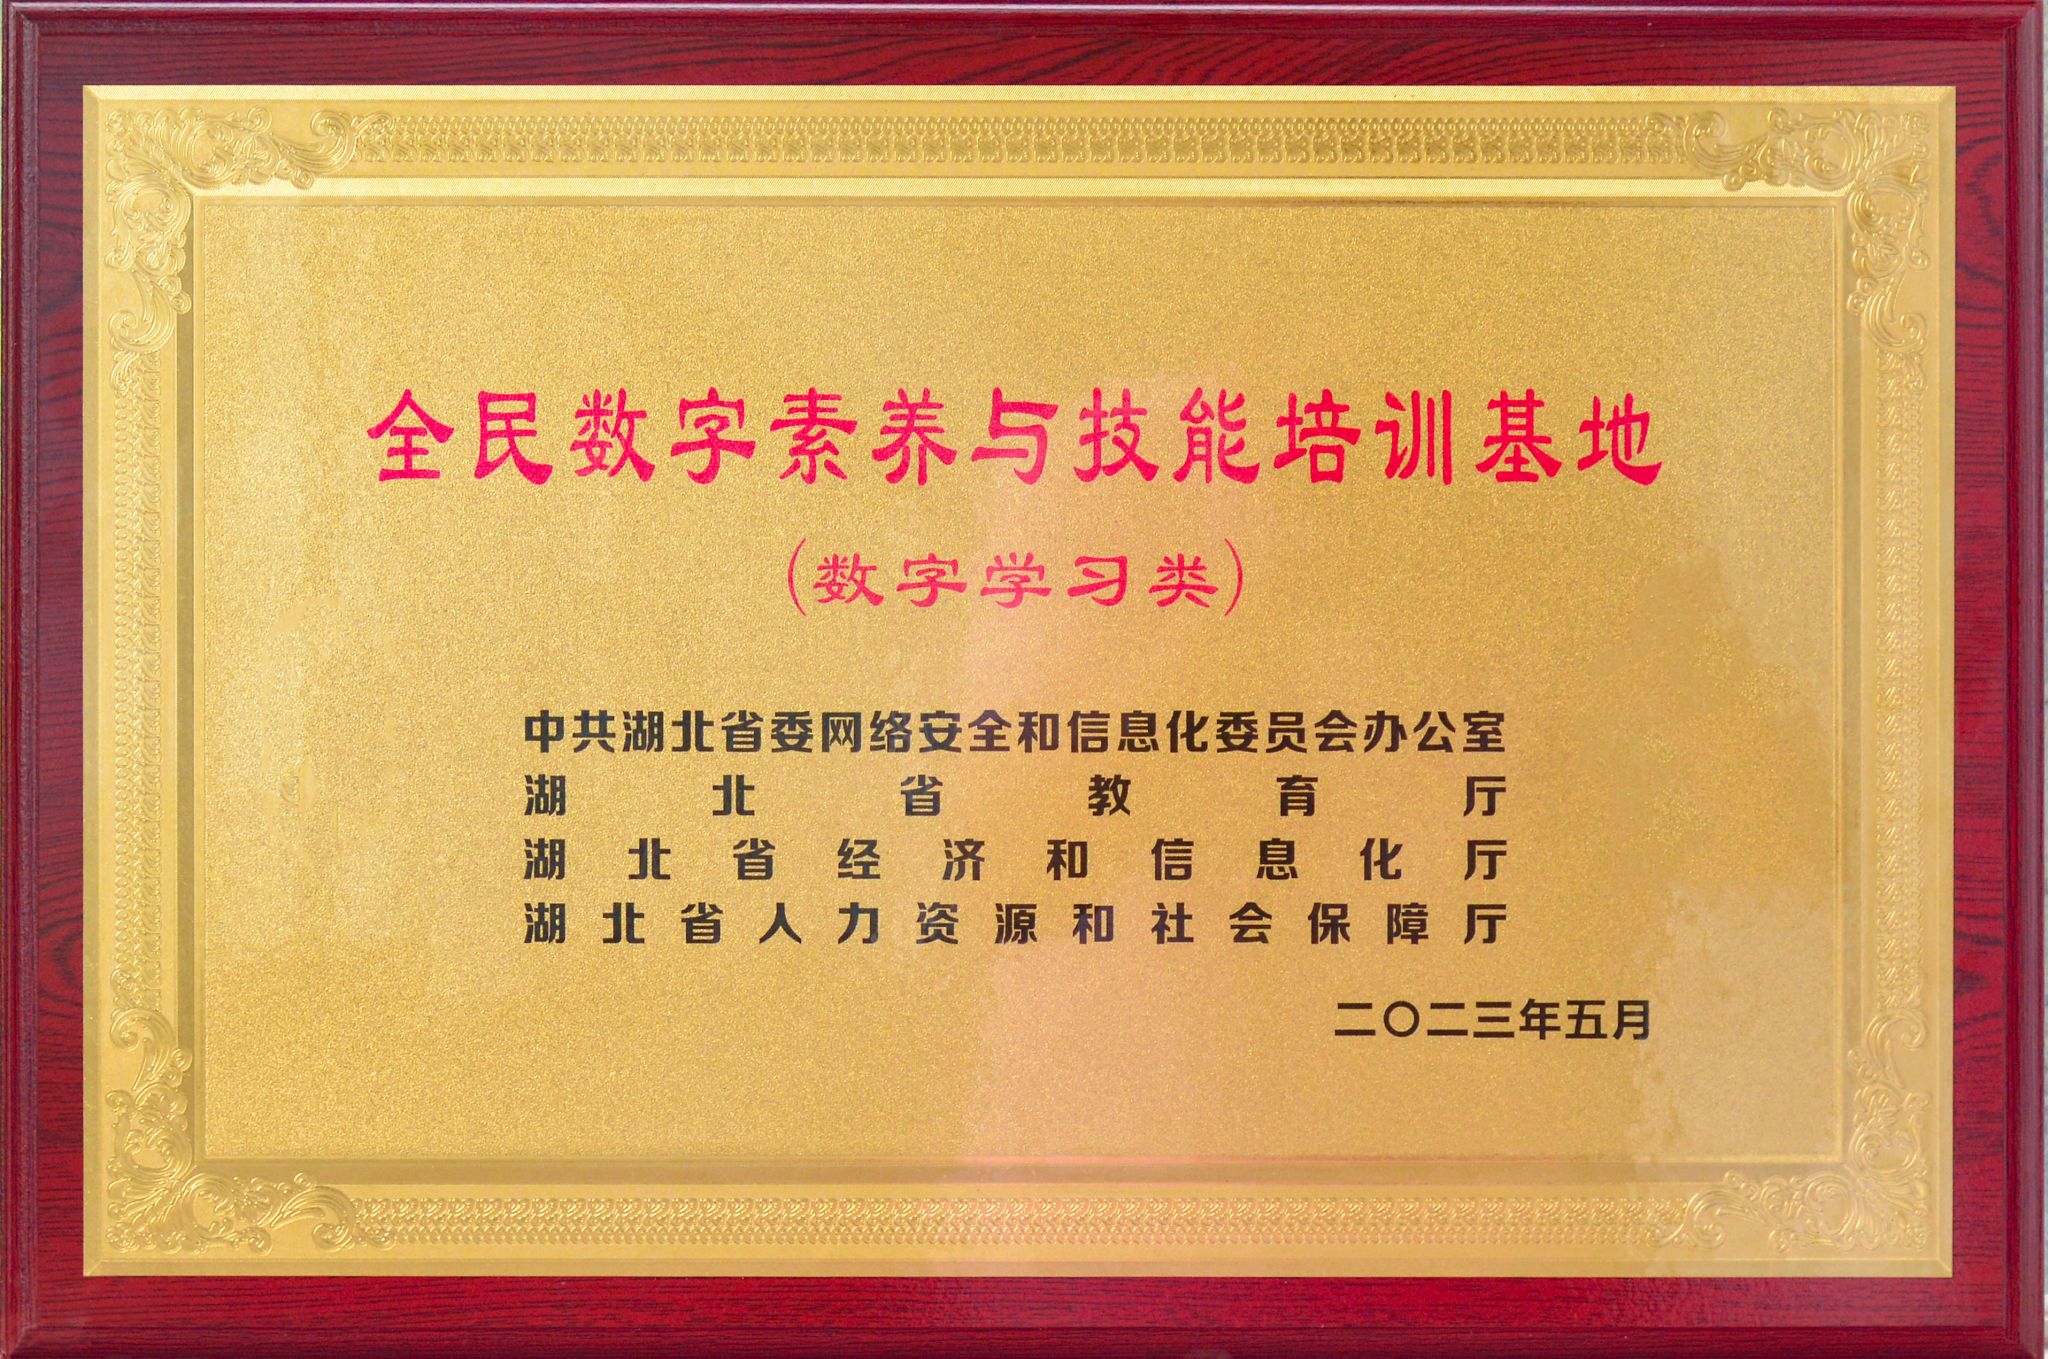 全民数字素养与技能培训基地
(数字学习类)
中共湖北省委网络安全和信息化委员会办公室
湖北省教育厅
湖北省经济和信息化厅
湖北省人力资源和社会保障厅
二〇二三年五月